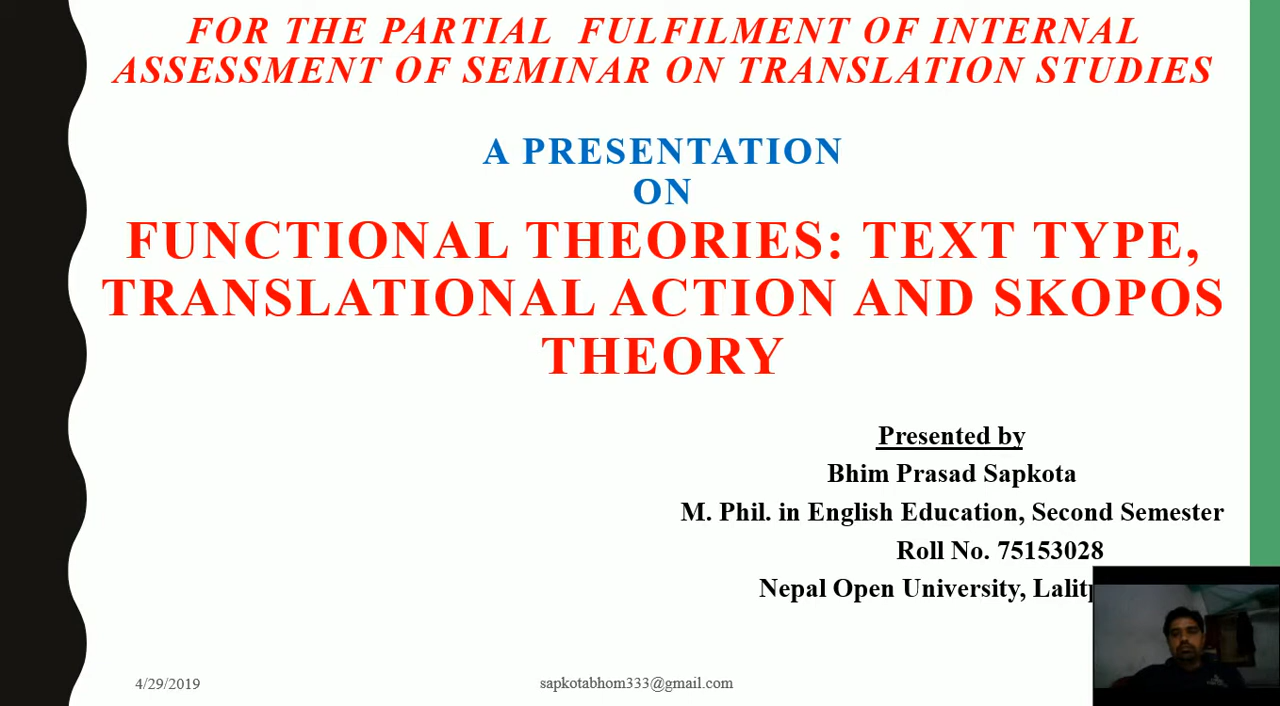 FOR THE PARTIAL FULFILMENT OF INTERNAL
ASSESSMENT OF SEMINAR ON TRANSLATION STUDIES
A PRESENTATION
ON
FUNCTIONAL THEORIES: TEXT TYPE,
TRANSLATIONAL ACTION AND SKOPOS
THEORY
Presented by
Bhim Prasad Sapkota
M. Phil. in English Education, Second Semester
Roll No. 75153028
Nepal Open University,
4/29/2019
sapkotabhom333@gmail.com